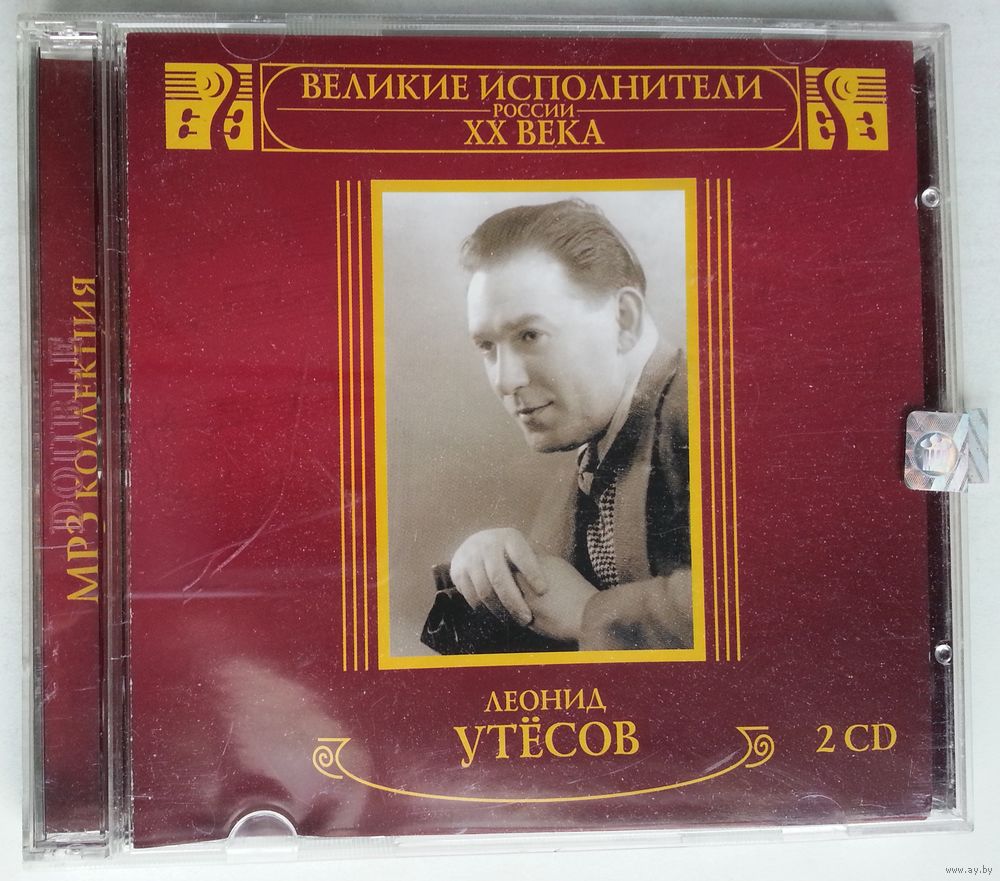 ВЕЛИКИЕ ИСПОЛНИТЕЛИ
РОССИИ
XX ВЕКА
ЛЕОНИД
УТЁСОВ
2 CD
MP3 КОЛЛЕКЦИЯ
DOUBLE
www.ay.by